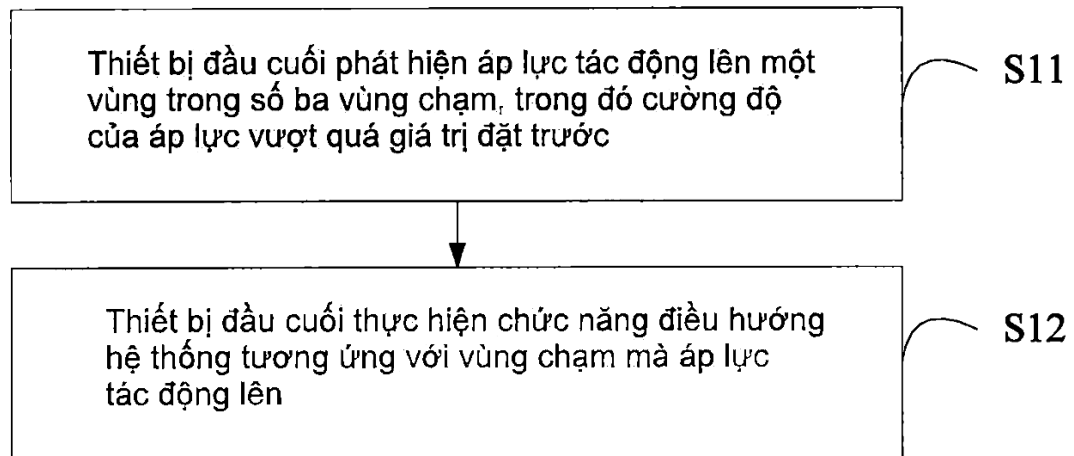 Thiết bị đầu cuối phát hiện áp lực tác động lên một
vùng trong số ba vùng chạm, trong đó cường độ
của áp lực vượt quá giá trị đặt trước
S11
Thiết bị đầu cuối thực hiện chức năng điều hướng
hệ thống tương ứng với vùng chạm mà áp lực
tác động lên
S12